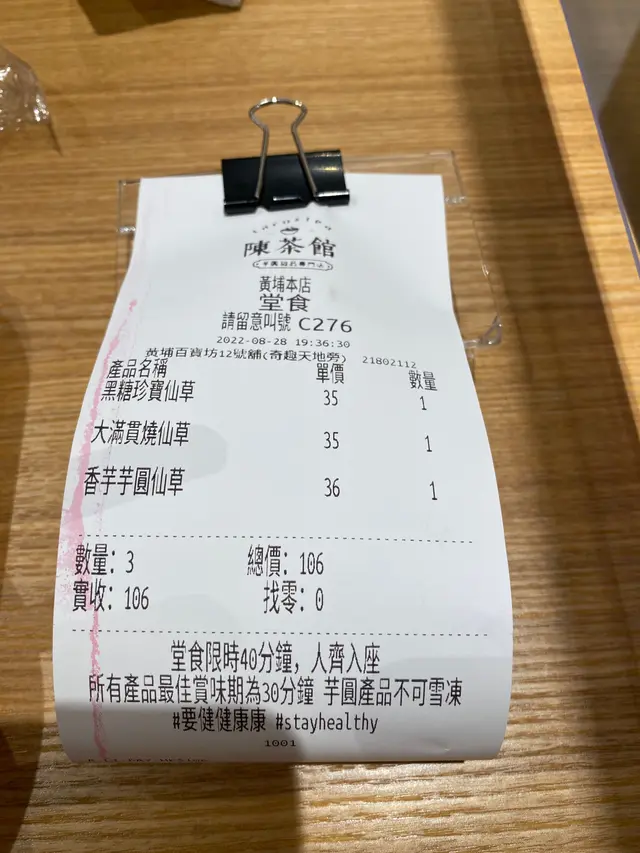 陳茶館
黃埔本店
堂食
請留意叫號 C276
2022-08-28 19:36:30
黃埔百寶坊12號舖(奇趣天地旁) 21802112
產品名稱 單價 數量
黑糖珍寶仙草 35 1
大滿貫燒仙草 35 1
香芋芋圓仙草 36 1
數量: 3 總價: 106
實收: 106 找零: 0
堂食限時40分鐘, 人齊入座
所有產品最佳賞味期為30分鐘 芋圓產品不可雪凍
#要健健康康 #stayhealthy
1001